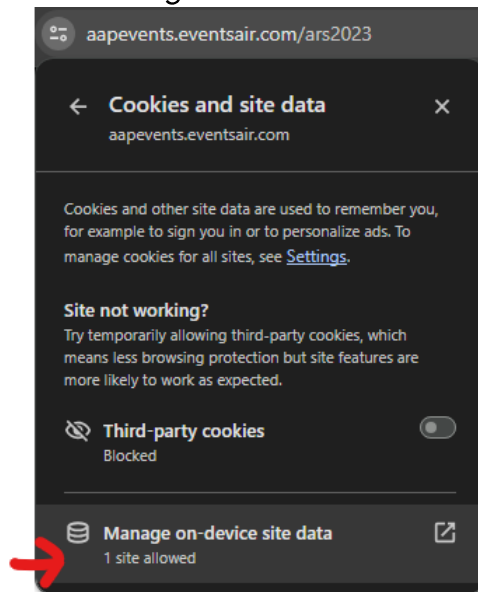 aapevents.eventsair.com/ars2023
Cookies and site data
aapevents.eventsair.com
Cookies and other site data are used to remember you,
for example to sign you in or to personalize ads. To
manage cookies for all sites, see Settings.
Site not working?
Try temporarily allowing third-party cookies, which
means less browsing protection but site features are
more likely to work as expected.
Third-party cookies
Blocked
Manage on-device site data
1 site allowed